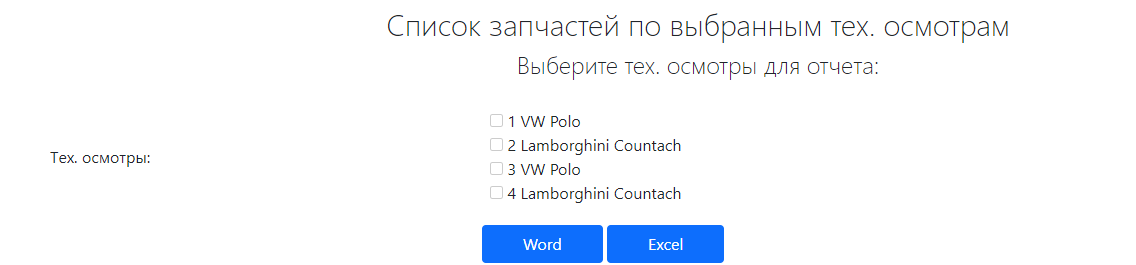 Список запчастей по выбранным тех. осмотрам
Выберите тех. осмотры для отчета:
Тех. осмотры:
1 VW Polo
2 Lamborghini Countach
3 VW Polo
4 Lamborghini Countach
Word Excel